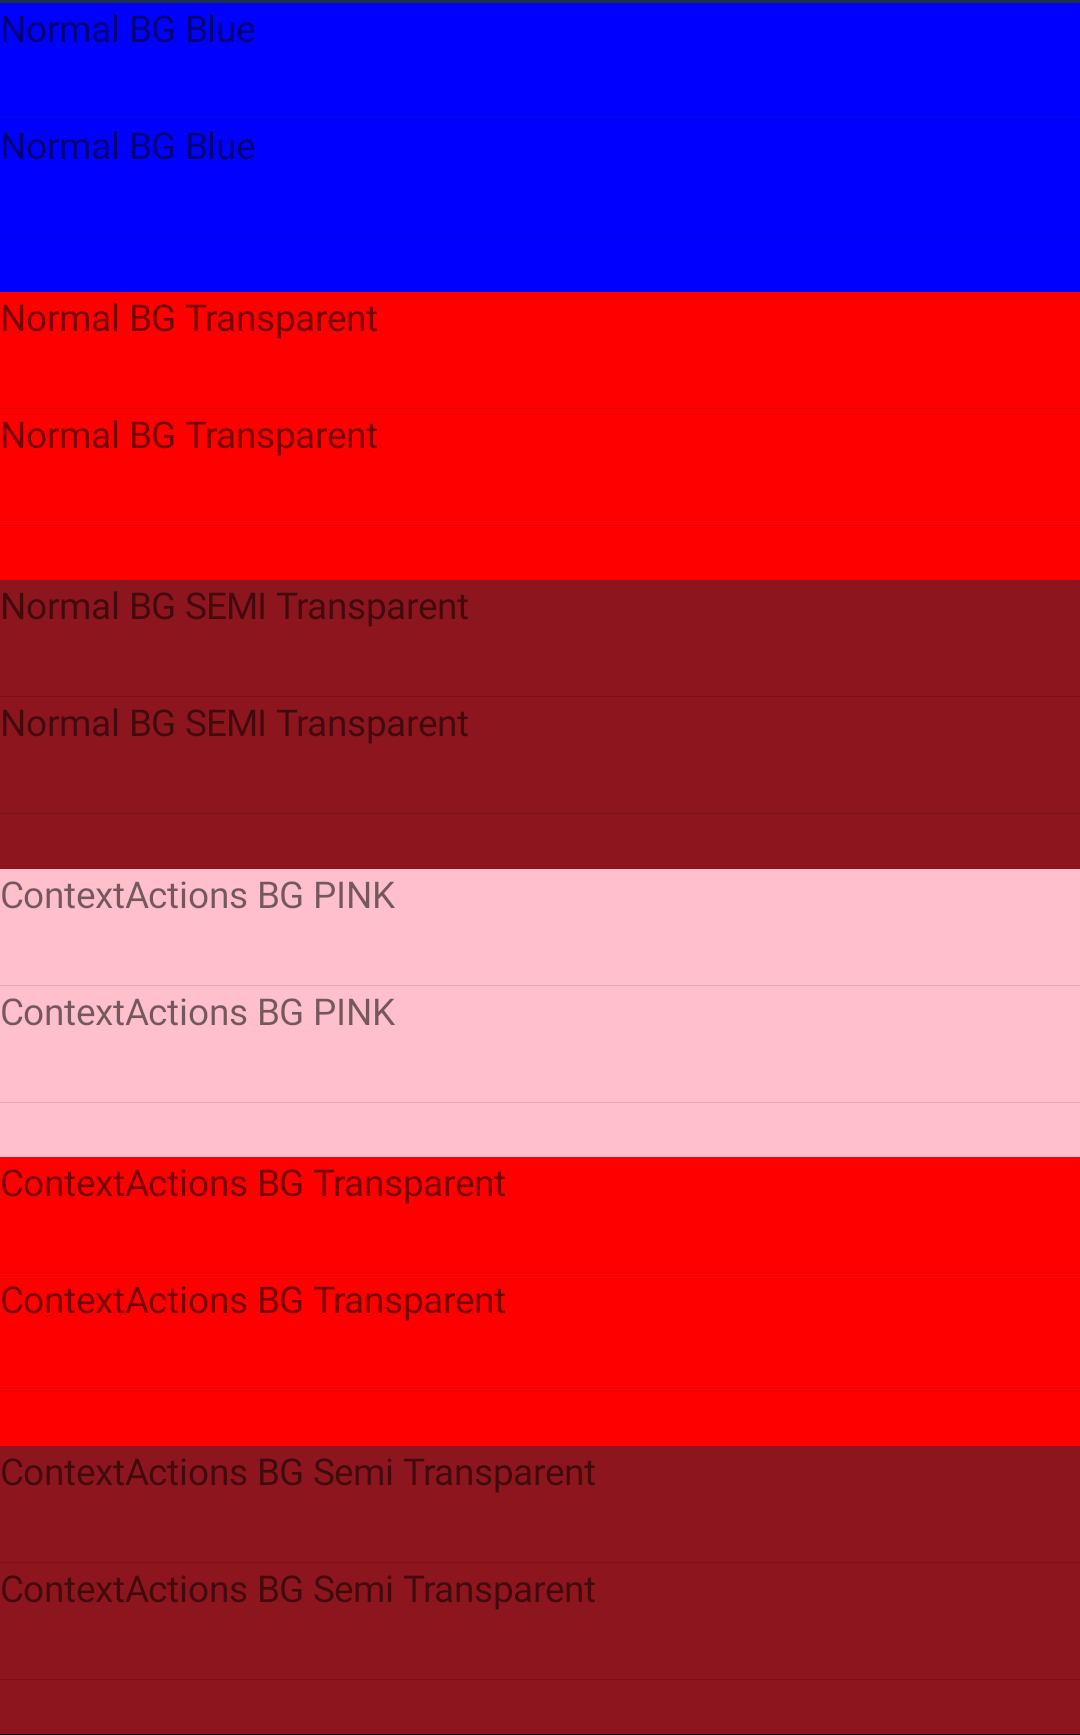 Normal BG Blue
Normal BG Blue
Normal BG Transparent
Normal BG Transparent
Normal BG SEMI Transparent
Normal BG SEMI Transparent
ContextActions BG PINK
ContextActions BG PINK
ContextActions BG Transparent
ContextActions BG Transparent
ContextActions BG Semi Transparent
ContextActions BG Semi Transparent